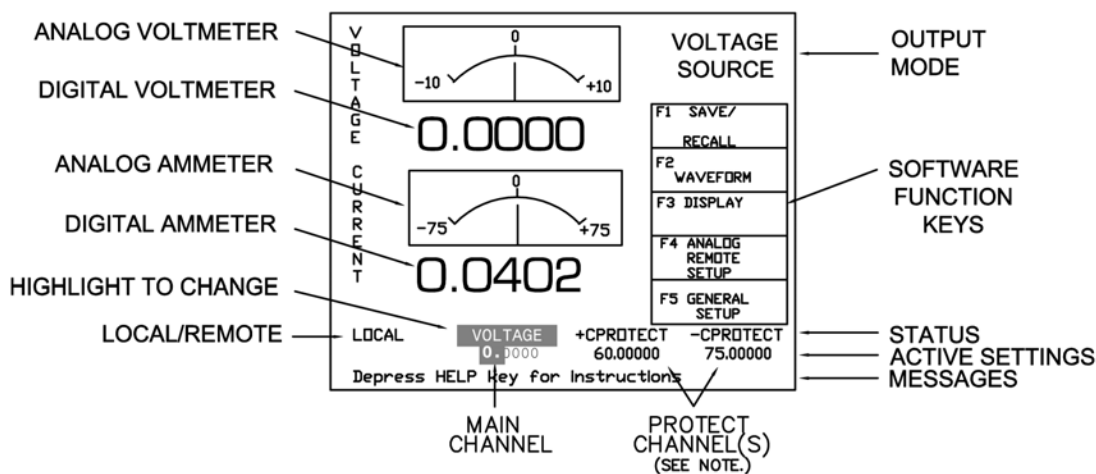 ANALOG VOLTMETER
DIGITAL VOLTMETER
ANALOG AMMETER
DIGITAL AMMETER
HIGHLIGHT TO CHANGE
LOCAL/REMOTE
VOLTAGE
CURRENT
0
-10
+10
0.0000
0
-75
+75
0.0402
VOLTAGE
SOURCE
F1 SAVE/
RECALL
F2
WAVEFORM
F3 DISPLAY
F4 ANALOG
REMOTE
SETUP
F5 GENERAL
SETUP
LOCAL
VOLTAGE
+CPROTECT
-CPROTECT
0.0000
60.00000
75.00000
Depress HELP key for Instructions
OUTPUT
MODE
SOFTWARE
FUNCTION
KEYS
STATUS
ACTIVE SETTINGS
MESSAGES
MAIN
CHANNEL
PROTECT
CHANNEL(S)
(SEE NOTE.)